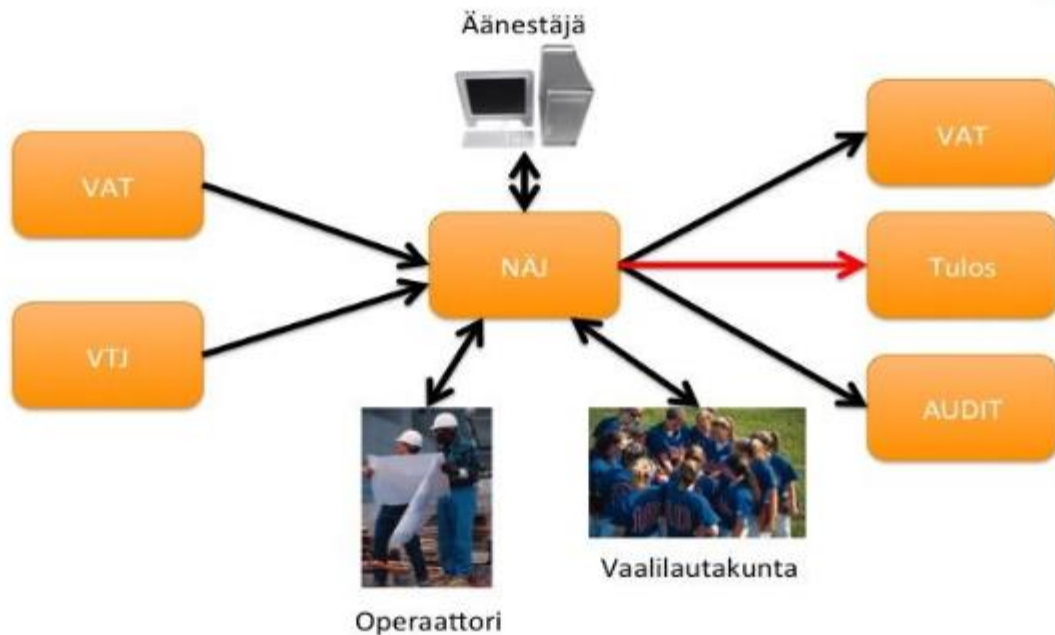 Äänestäjä
VAT
VAT
NÄJ
Tulos
VTJ
AUDIT
Vaalilautakunta
Operaattori